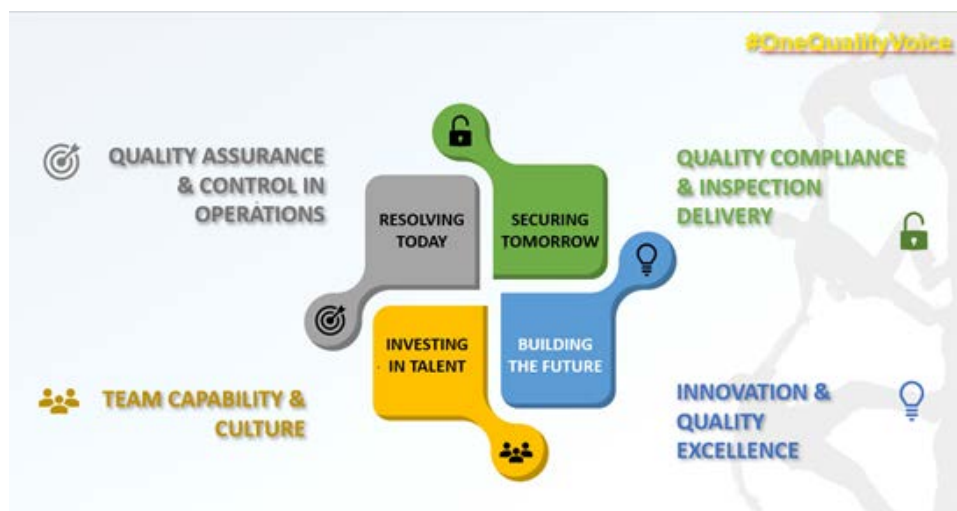 #OneQualityVoice
QUALITY ASSURANCE
& CONTROL IN
OPERATIONS
QUALITY COMPLIANCE
& INSPECTION
DELIVERY
RESOLVING
TODAY
SECURING
TOMORROW
INVESTING
IN TALENT
BUILDING
THE FUTURE
TEAM CAPABILITY &
CULTURE
INNOVATION &
QUALITY
EXCELLENCE